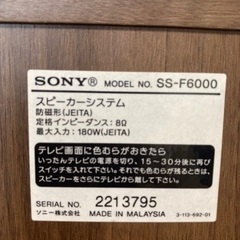 SONY® MODEL NO. SS-F6000
スピーカーシステム
防磁形(JEITA)
定格インピーダンス: 8Ω
最大入力: 180W(JEITA)
テレビ画面に色むらがおきたら
いったんテレビの電源を切り、15〜30分後に再び
スイッチを入れて下さい。それでも色むらが残るときは、
スピーカーをさらにテレビから離して下さい。
SERIAL NO. 2213795
ソニー株式会社 MADE IN MALAYSIA 3-113-692-01